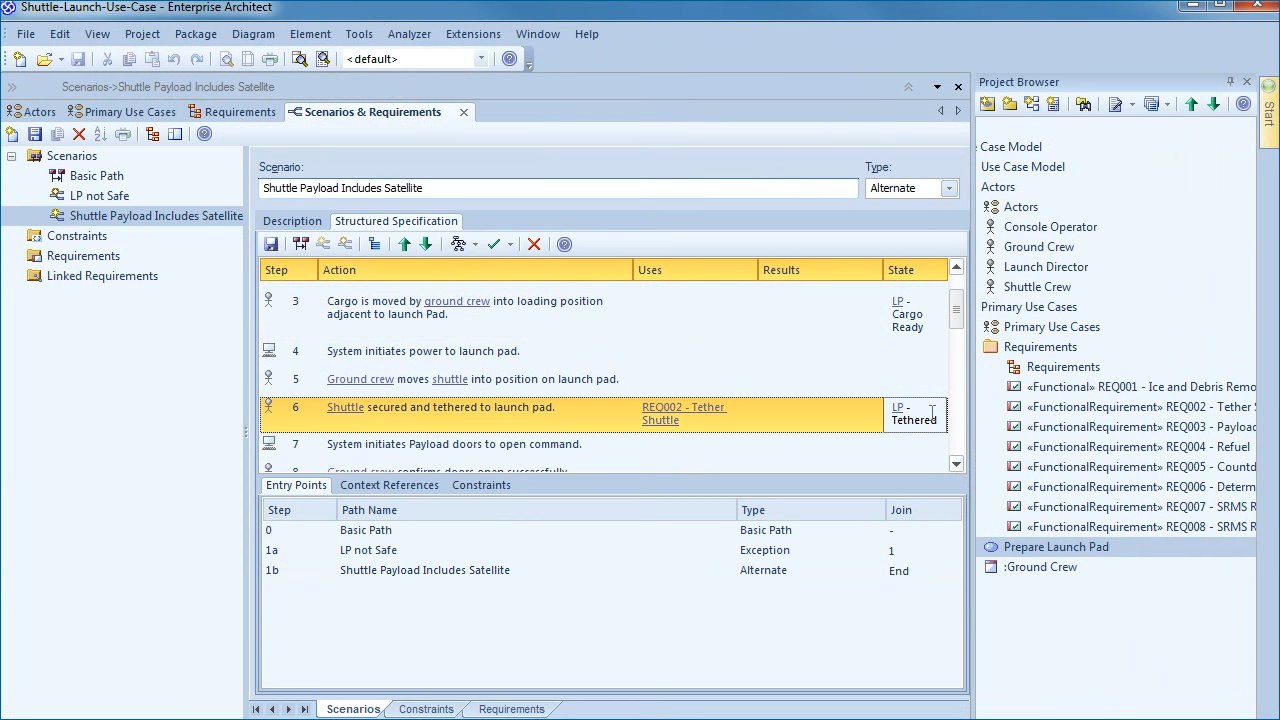 Shuttle-Launch-Use-Case - Enterprise Architect
File Edit View Project Package Diagram Element Tools Analyzer Extensions Window Help
<default>
Scenarios->Shuttle Payload Includes Satellite
Actors Primary Use Cases Requirements Scenarios & Requirements
Scenarios
Basic Path
LP not Safe
Shuttle Payload Includes Satellite
Constraints
Requirements
Linked Requirements
Scenario: Type:
Shuttle Payload Includes Satellite Alternate
Description Structured Specification
Step Action Uses Results State
3 Cargo is moved by ground crew into loading position LP -
adjacent to launch Pad. Cargo
Ready
4 System initiates power to launch pad.
5 Ground crew moves shuttle into position on launch pad.
6 Shuttle secured and tethered to launch pad. REQ002 - Tether LP -
Shuttle Tethered
7 System initiates Payload doors to open command.
8 Ground crew confirms doors open successfully.
Entry Points Context References Constraints
Step Path Name Type Join
0 Basic Path Basic Path -
1a LP not Safe Exception 1
1b Shuttle Payload Includes Satellite Alternate End
Scenarios Constraints Requirements
Project Browser
Case Model
Use Case Model
Actors
Actors
Console Operator
Ground Crew
Launch Director
Shuttle Crew
Primary Use Cases
Primary Use Cases
Requirements
Requirements
«Functional» REQ001 - Ice and Debris Remo
«FunctionalRequirement» REQ002 - Tether S
«FunctionalRequirement» REQ003 - Payloa
«FunctionalRequirement» REQ004 - Refuel
«FunctionalRequirement» REQ005 - Countd
«FunctionalRequirement» REQ006 - Determ
«FunctionalRequirement» REQ007 - SRMS R
«FunctionalRequirement» REQ008 - SRMS R
Prepare Launch Pad
:Ground Crew
Start